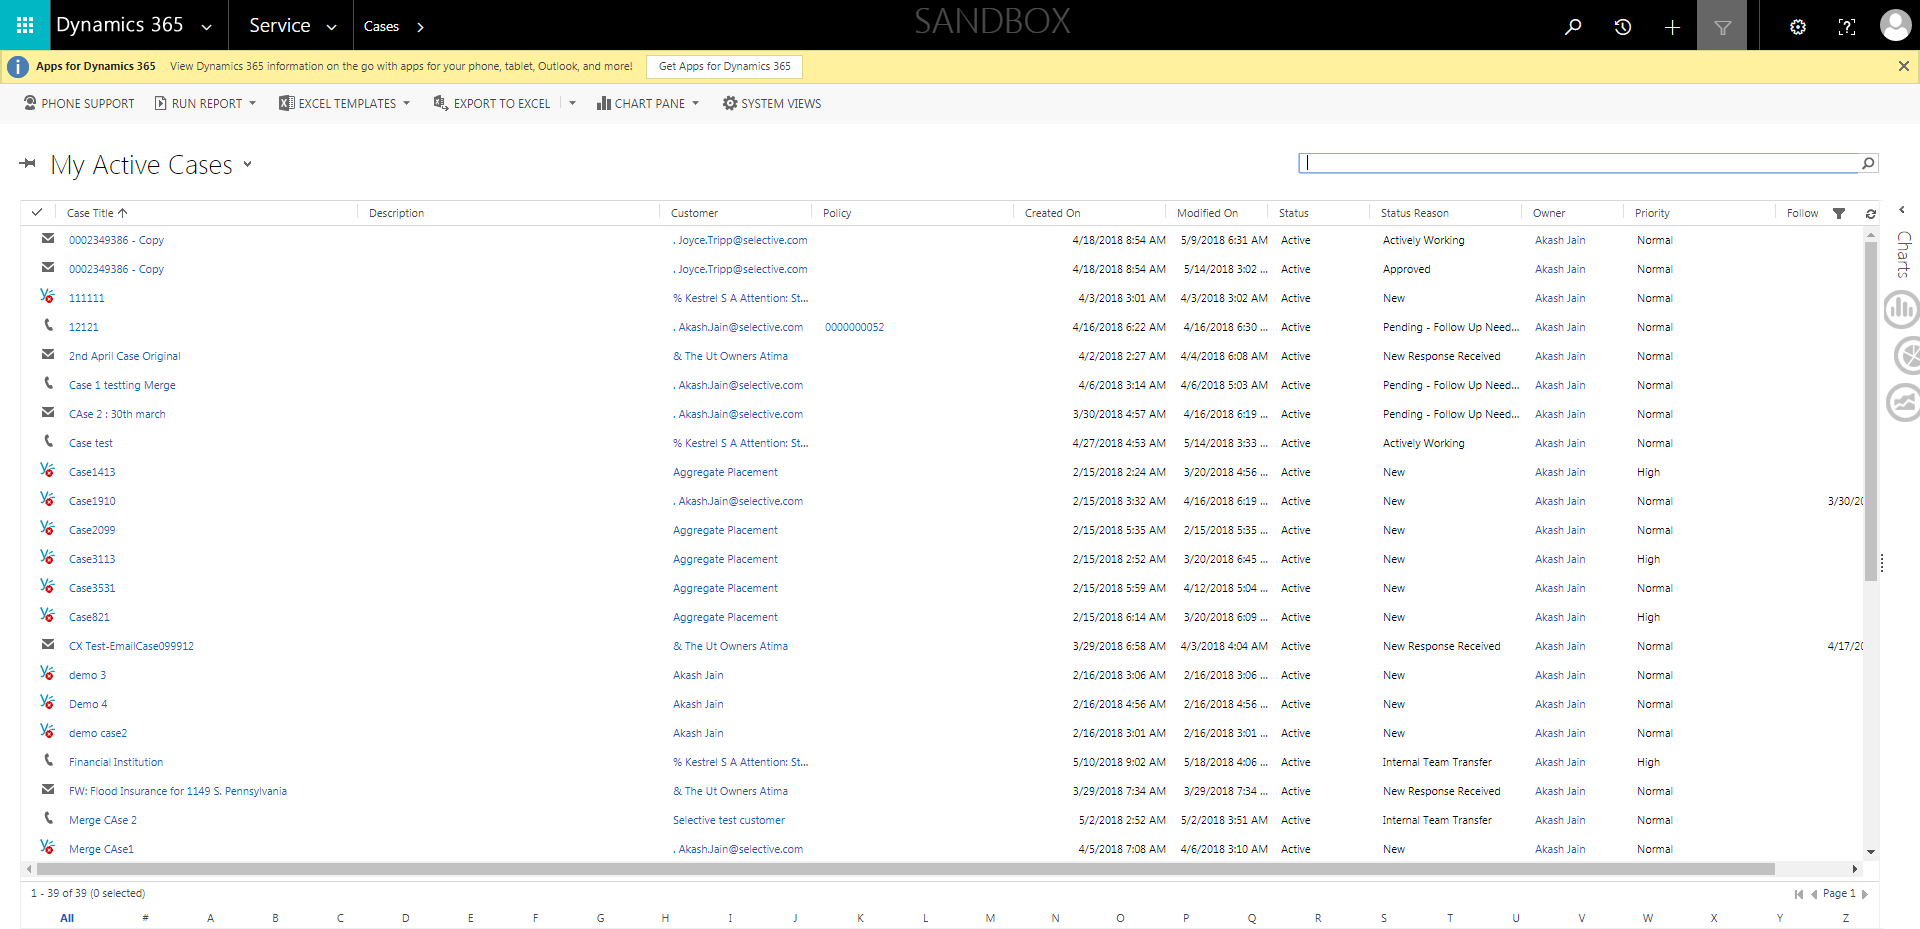 Dynamics 365 Service Cases SANDBOX
Apps for Dynamics 365 View Dynamics 365 information on the go with apps for your phone, tablet, Outlook, and more! Get Apps for Dynamics 365
PHONE SUPPORT RUN REPORT EXCEL TEMPLATES EXPORT TO EXCEL CHART PANE SYSTEM VIEWS
My Active Cases
Case Title Description Customer Policy Created On Modified On Status Status Reason Owner Priority Follow
Charts
0002349386 - Copy . Joyce.Tripp@selective.com 4/18/2018 8:54 AM 5/9/2018 6:31 AM Active Actively Working Akash Jain Normal
0002349386 - Copy . Joyce.Tripp@selective.com 4/18/2018 8:54 AM 5/14/2018 3:02 ... Active Approved Akash Jain Normal
111111 % Kestrel S A Attention: St... 4/3/2018 3:01 AM 4/3/2018 3:02 AM Active New Akash Jain Normal
12121 . Akash.Jain@selective.com 0000000052 4/16/2018 6:22 AM 4/16/2018 6:30 ... Active Pending - Follow Up Need... Akash Jain Normal
2nd April Case Original & The Ut Owners Atima 4/2/2018 2:27 AM 4/4/2018 6:08 AM Active New Response Received Akash Jain Normal
Case 1 testting Merge . Akash.Jain@selective.com 4/6/2018 3:14 AM 4/6/2018 5:03 AM Active Pending - Follow Up Need... Akash Jain Normal
CAse 2 : 30th march . Akash.Jain@selective.com 3/30/2018 4:57 AM 4/16/2018 6:19 ... Active Pending - Follow Up Need... Akash Jain Normal
Case test % Kestrel S A Attention: St... 4/27/2018 4:53 AM 5/14/2018 3:33 ... Active Actively Working Akash Jain Normal
Case1413 Aggregate Placement 2/15/2018 2:24 AM 3/20/2018 4:56 ... Active New Akash Jain High
Case1910 . Akash.Jain@selective.com 2/15/2018 3:32 AM 4/16/2018 6:19 ... Active New Akash Jain Normal 3/30/20
Case2099 Aggregate Placement 2/15/2018 5:35 AM 2/15/2018 5:35 ... Active New Akash Jain Normal
Case3113 Aggregate Placement 2/15/2018 2:52 AM 3/20/2018 6:45 ... Active New Akash Jain High
Case3531 Aggregate Placement 2/15/2018 5:59 AM 4/12/2018 5:04 ... Active New Akash Jain Normal
Case821 Aggregate Placement 2/15/2018 6:14 AM 3/20/2018 6:09 ... Active New Akash Jain High
CX Test-EmailCase099912 & The Ut Owners Atima 3/29/2018 6:58 AM 4/3/2018 4:04 AM Active New Response Received Akash Jain Normal 4/17/20
demo 3 Akash Jain 2/16/2018 3:06 AM 2/16/2018 3:06 ... Active New Akash Jain Normal
Demo 4 Akash Jain 2/16/2018 4:56 AM 2/16/2018 4:56 ... Active New Akash Jain Normal
demo case2 Akash Jain 2/16/2018 3:01 AM 2/16/2018 3:01 ... Active New Akash Jain Normal
Financial Institution % Kestrel S A Attention: St... 5/10/2018 9:02 AM 5/18/2018 4:06 ... Active Internal Team Transfer Akash Jain High
FW: Flood Insurance for 1149 S. Pennsylvania & The Ut Owners Atima 3/29/2018 7:34 AM 3/29/2018 7:34 ... Active New Response Received Akash Jain Normal
Merge CAse 2 Selective test customer 5/2/2018 2:52 AM 5/2/2018 3:51 AM Active Internal Team Transfer Akash Jain Normal
Merge CAse1 . Akash.Jain@selective.com 4/5/2018 7:08 AM 4/6/2018 3:10 AM Active New Akash Jain Normal
1 - 39 of 39 (0 selected) Page 1
All # A B C D E F G H I J K L M N O P Q R S T U V W X Y Z